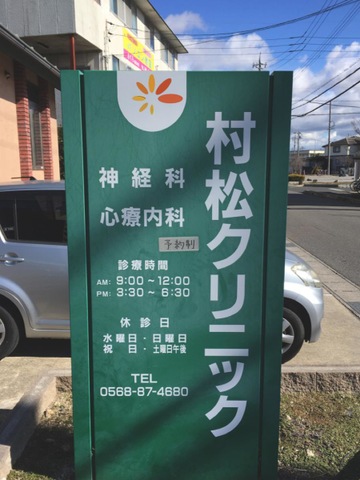 村松クリニック
神経科
心療内科
予約制
診療時間
AM: 9:00～12:00
PM: 3:30～6:30
休診日
水曜日・日曜日
祝日・土曜日午後
TEL
0568-87-4680